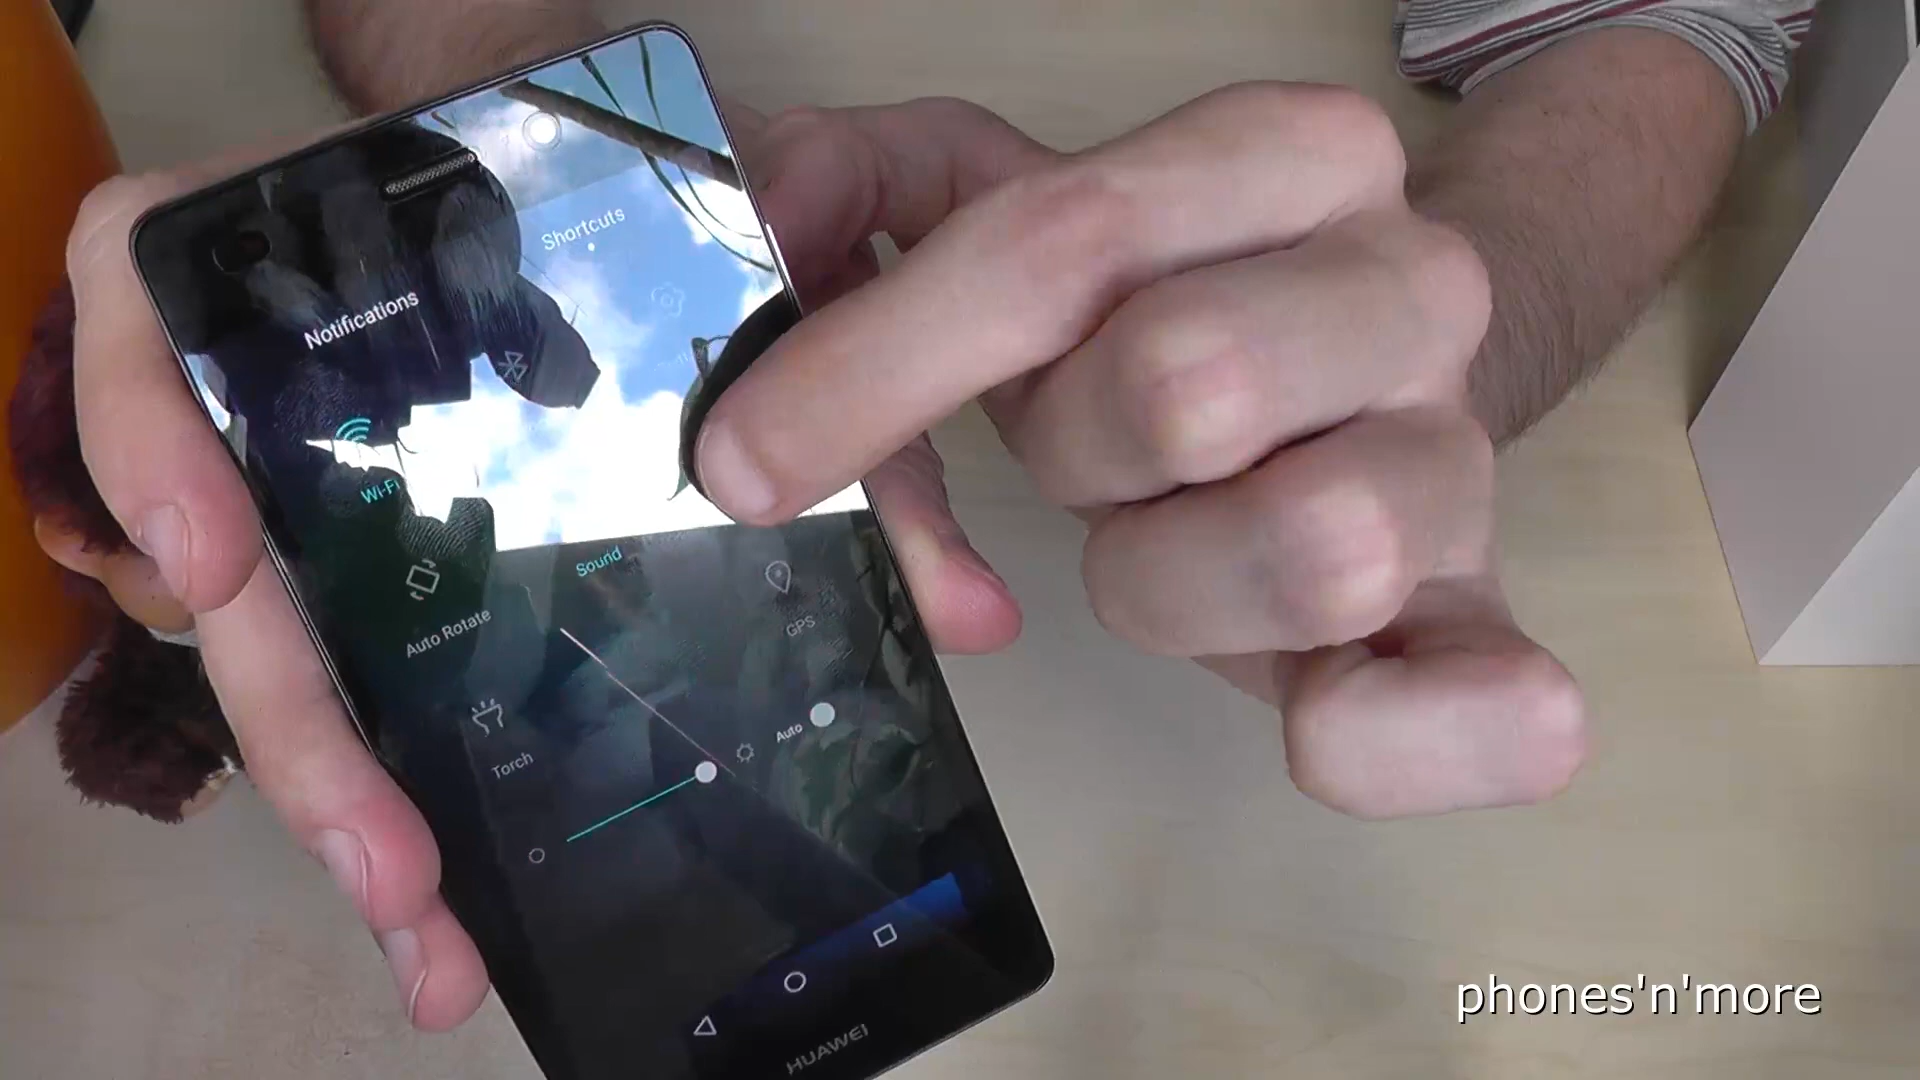 Shortcuts
Notifications
Wi-Fi
Sound
Auto Rotate
GPS
Torch
Auto
HUAWEI
phones'n'more